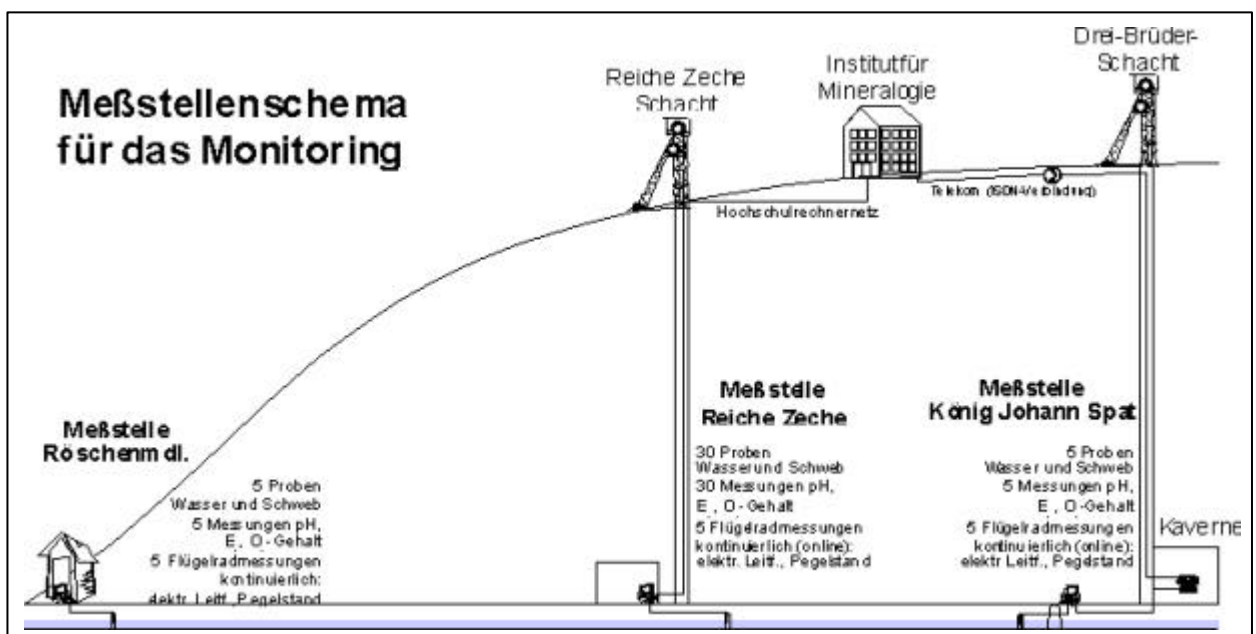 Meßstellenschema
für das Monitoring
Reiche Zeche
Schacht
Institutfür
Mineralogie
Drei-Brüder-
Schacht
Hochschulrechnernetz
Telekom (ISDN-Verbindung)
Meßstelle
Röschenmdl.
5 Proben
Wasser und Schweb
5 Messungen pH,
E , O-Gehalt
5 Flügelradmessungen
kontinuierlich:
elektr. Leitf., Pegelstand
Meßstelle
Reiche Zeche
30 Proben
Wasser und Schweb
30 Messungen pH,
E , O-Gehalt
5 Flügelradmessungen
kontinuierlich (online):
elektr. Leitf., Pegelstand
Meßstelle
König Johann Spat
5 Proben
Wasser und Schweb
5 Messungen pH,
E , O-Gehalt
5 Flügelradmessungen
kontinuierlich (online):
elektr. Leitf., Pegelstand
Kaverne